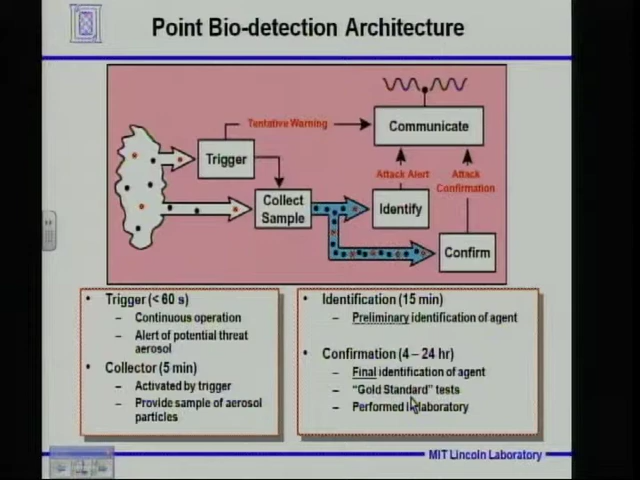 Point Bio-detection Architecture
Tentative Warning
Communicate
Trigger
Attack Alert
Attack
Confirmation
Collect
Sample
Identify
Confirm
• Trigger (< 60 s)
– Continuous operation
– Alert of potential threat
aerosol
• Collector (5 min)
– Activated by trigger
– Provide sample of aerosol
particles
• Identification (15 min)
– Preliminary identification of agent
• Confirmation (4 – 24 hr)
– Final identification of agent
– "Gold Standard" tests
– Performed in laboratory
MIT Lincoln Laboratory